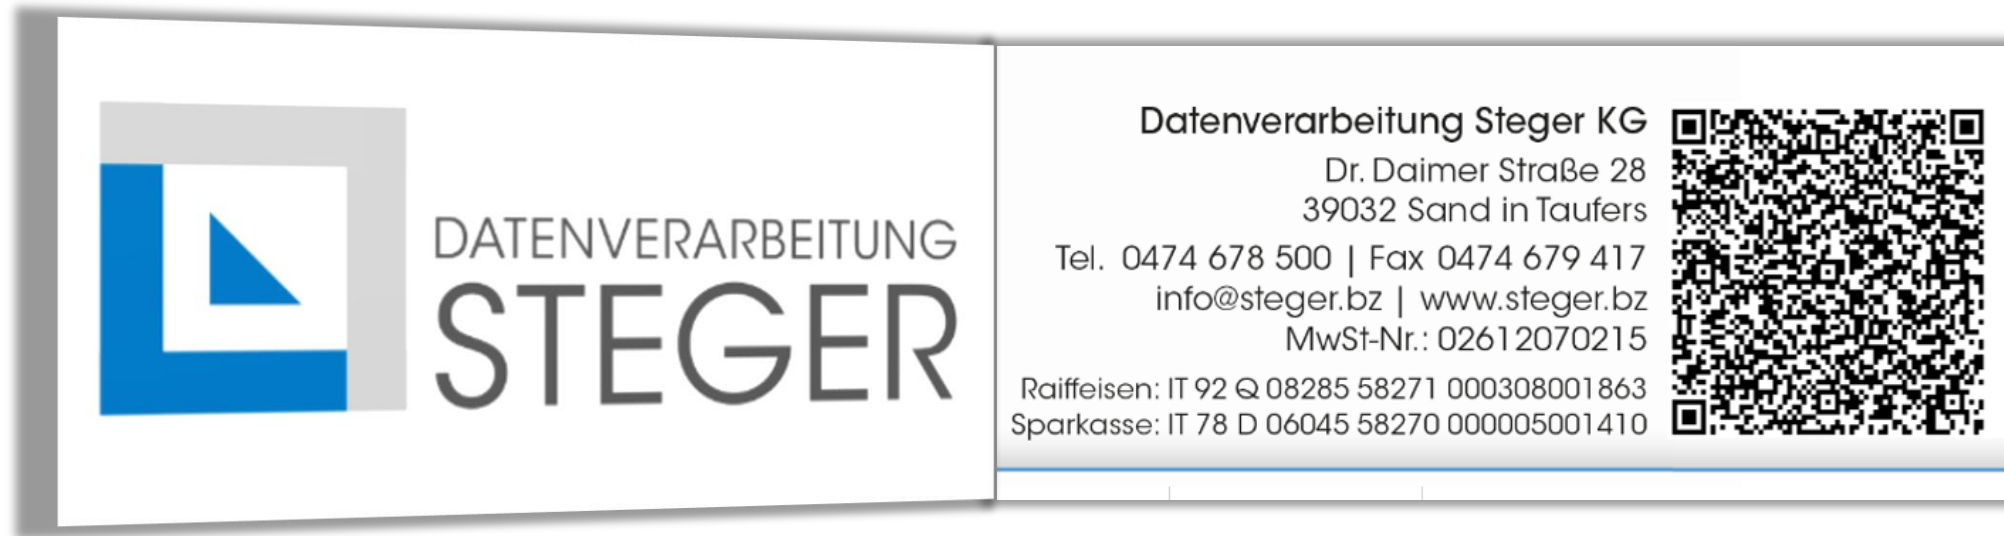 DATENVERARBEITUNG
STEGER
Datenverarbeitung Steger KG
Dr. Daimer Straße 28
39032 Sand in Taufers
Tel. 0474 678 500 | Fax 0474 679 417
info@steger.bz | www.steger.bz
MwSt-Nr.: 02612070215
Raiffeisen: IT 92 Q 08285 58271 000308001863
Sparkasse: IT 78 D 06045 58270 000005001410